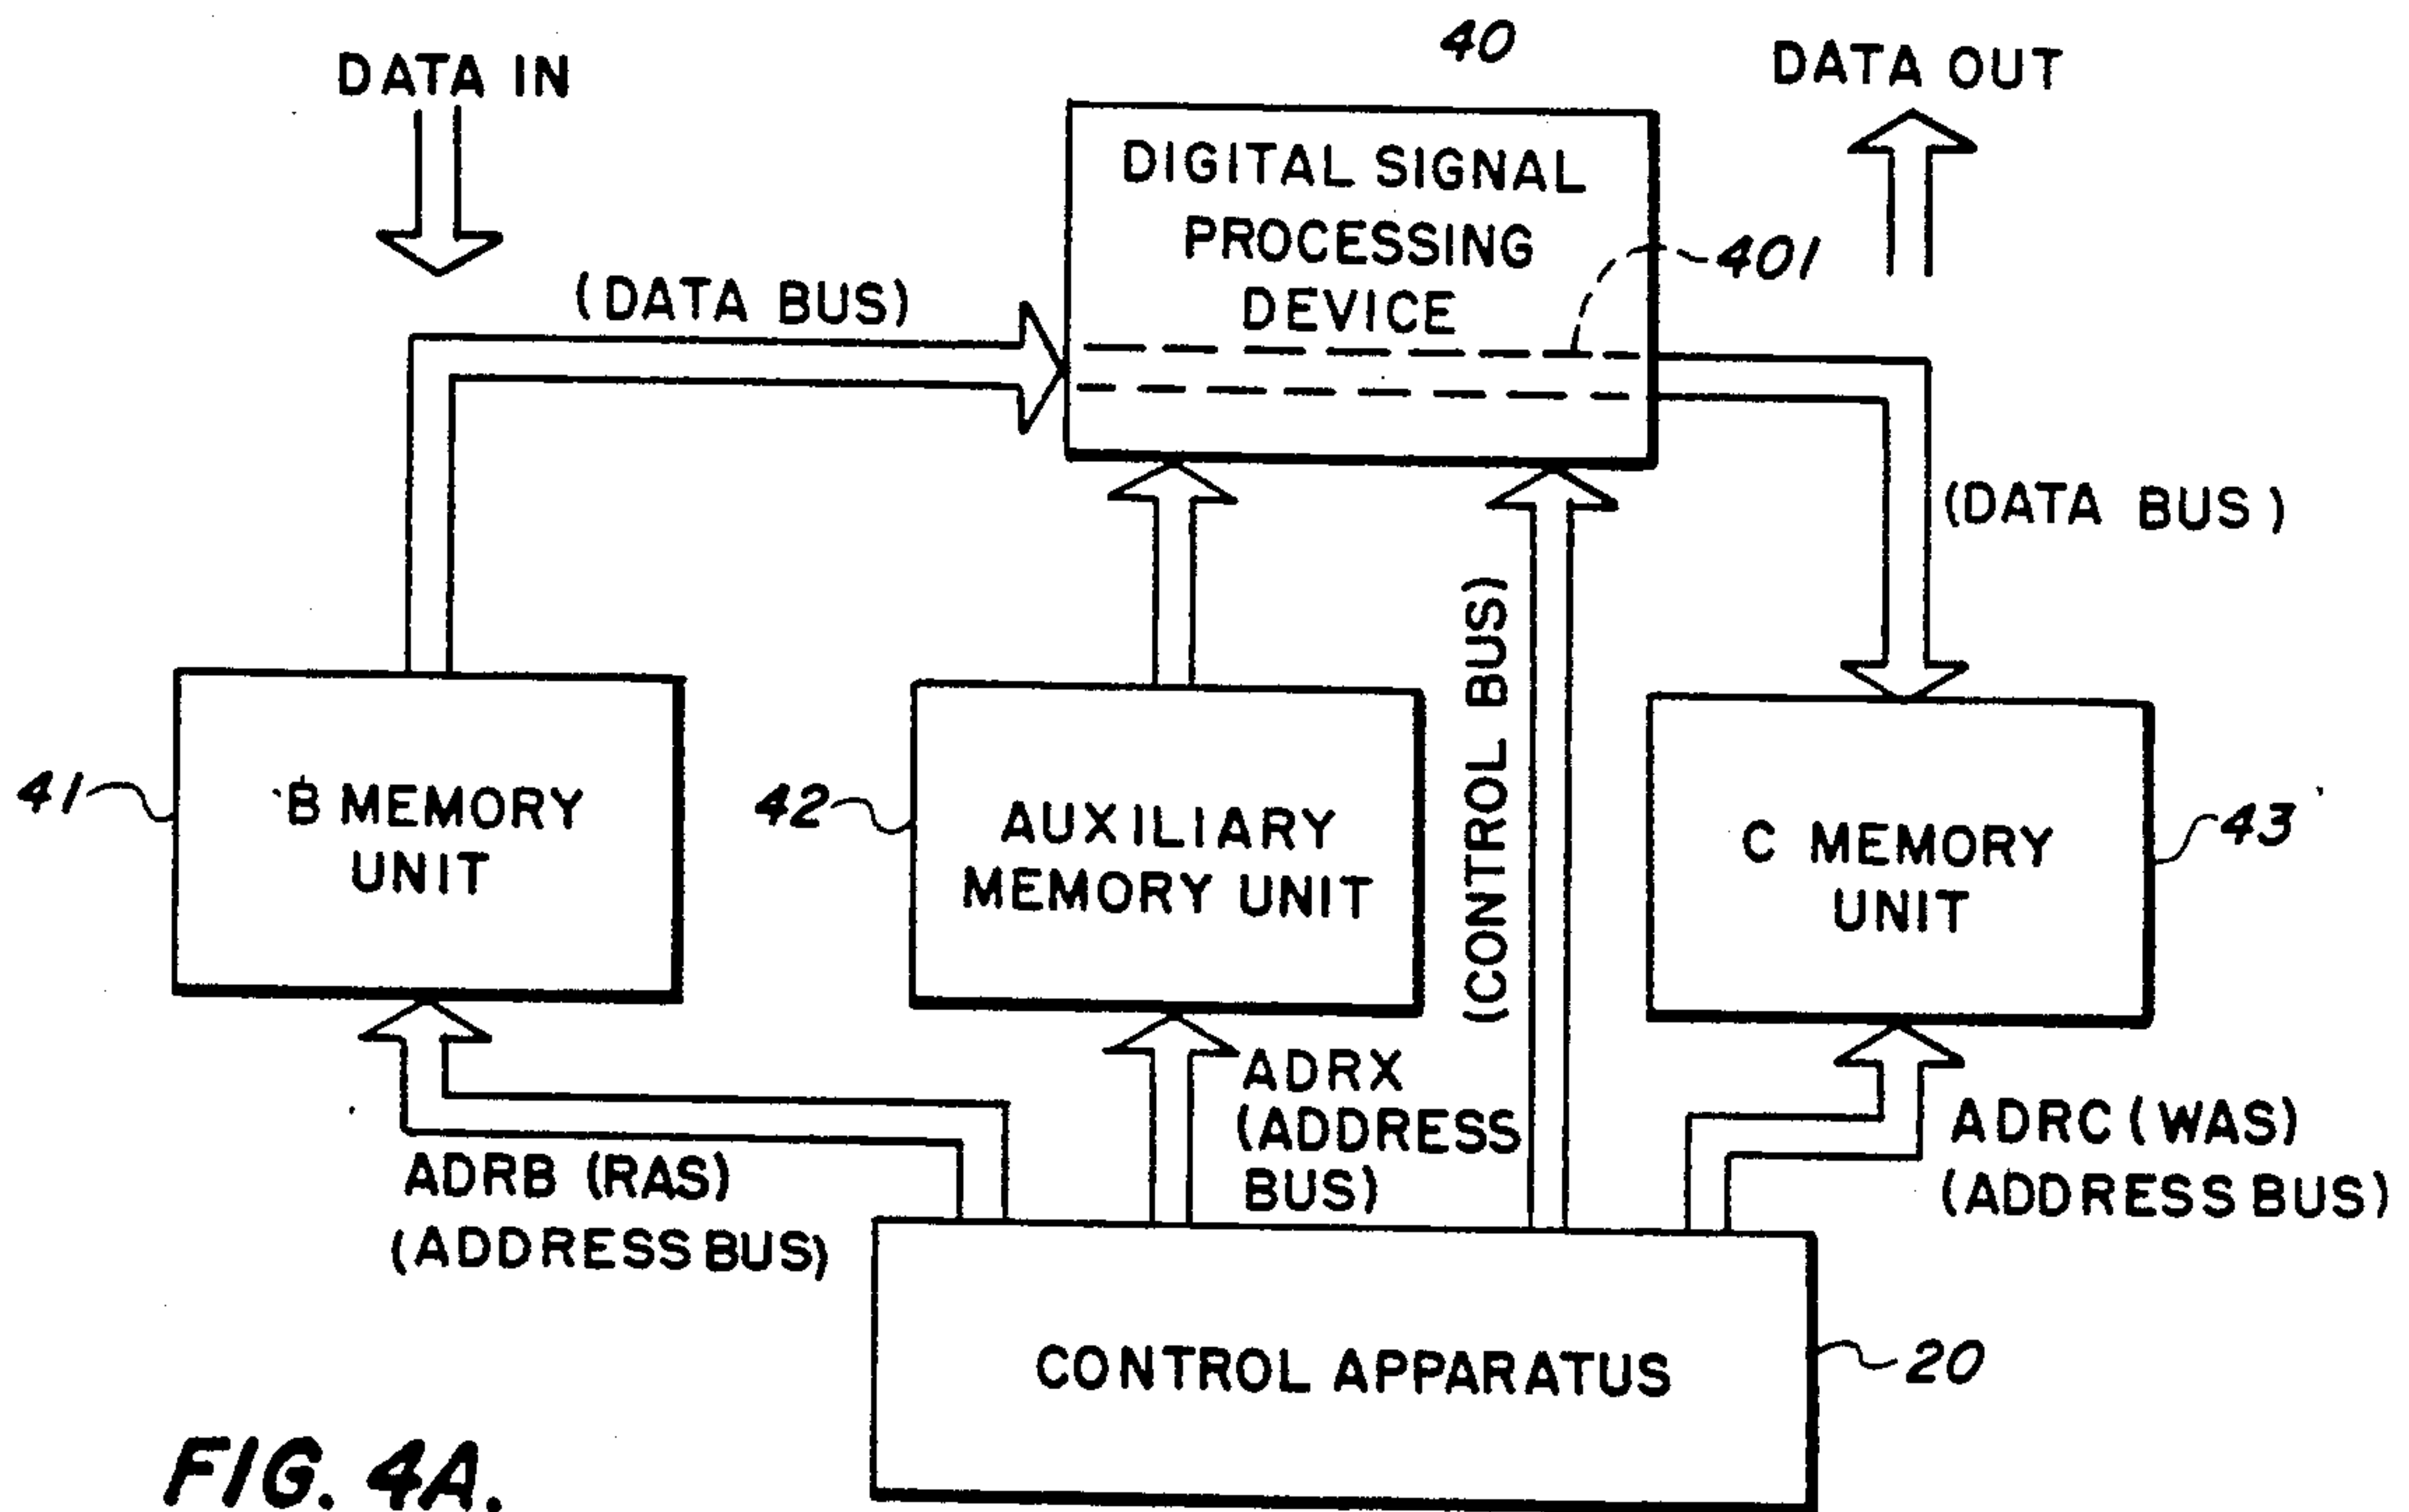 40
DATA IN
DATA OUT
DIGITAL SIGNAL
PROCESSING
DEVICE
401
(DATA BUS)
(DATA BUS)
(CONTROL BUS)
41
B MEMORY
UNIT
42
AUXILIARY
MEMORY UNIT
C MEMORY
UNIT
43
ADRB (RAS)
(ADDRESS BUS)
ADRX
(ADDRESS
BUS)
ADRC (WAS)
(ADDRESS BUS)
CONTROL APPARATUS
20
FIG. 4A.